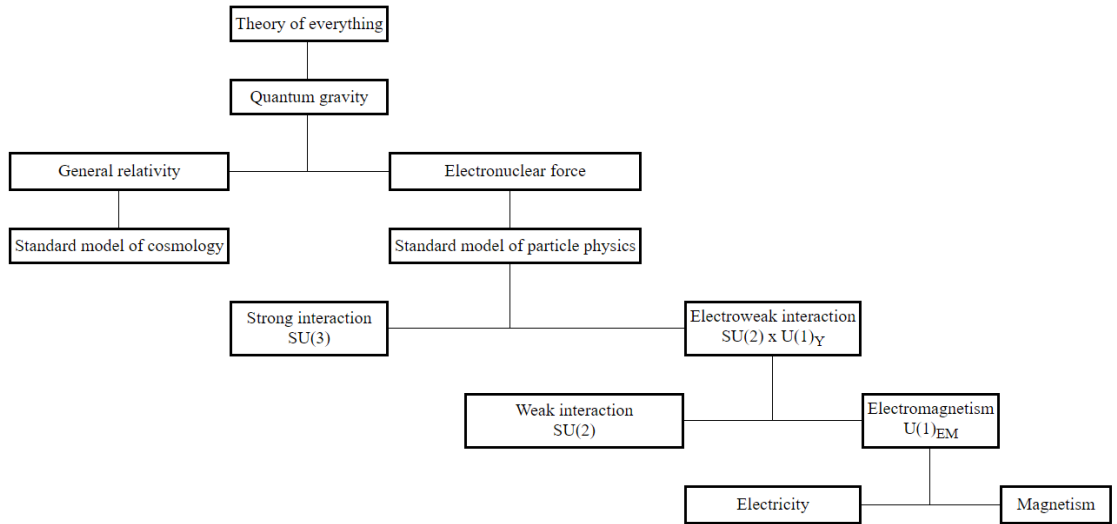 Theory of everything
Quantum gravity
General relativity
Electronuclear force
Standard model of cosmology
Standard model of particle physics
Strong interaction
SU(3)
Electroweak interaction
SU(2) x U(1)Y
Weak interaction
SU(2)
Electromagnetism
U(1)EM
Electricity
Magnetism